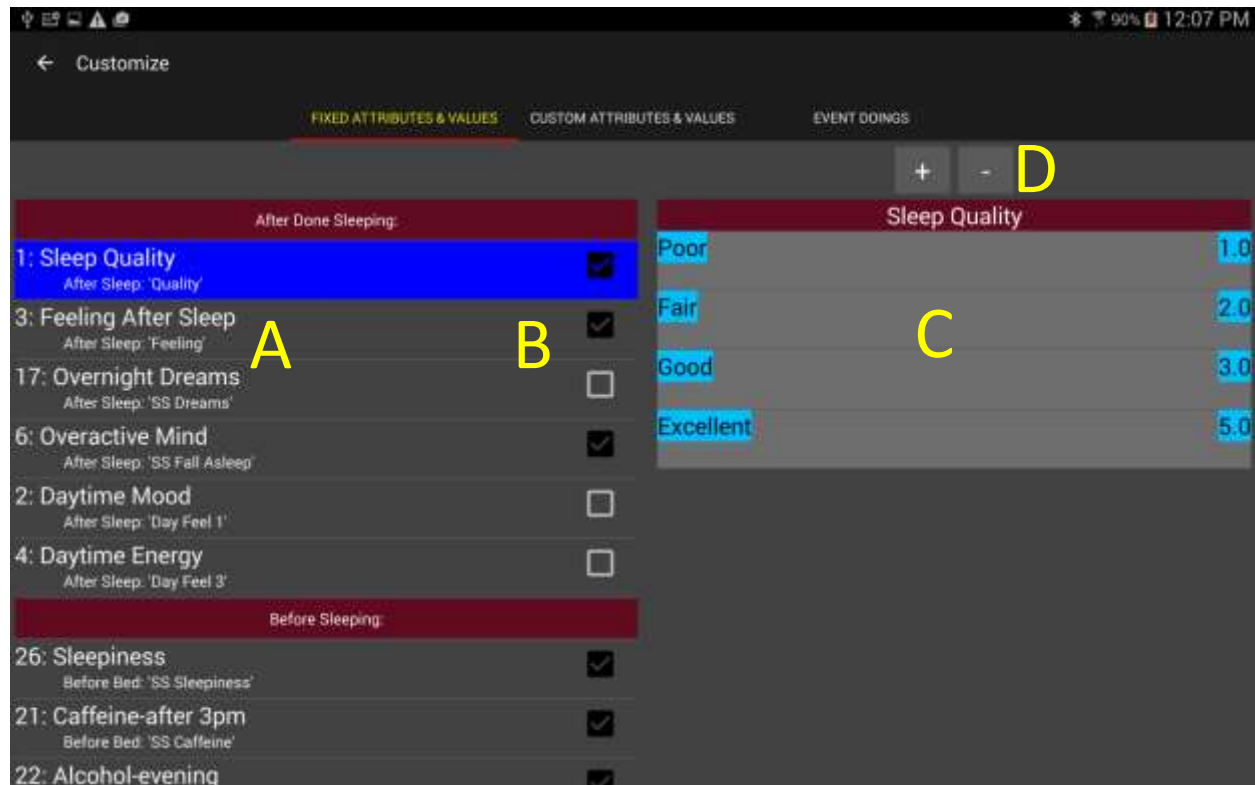 90% 12:07 PM
Customize
FIXED ATTRIBUTES & VALUES CUSTOM ATTRIBUTES & VALUES EVENT DOINGS
+ - D
After Done Sleeping:
1: Sleep Quality
After Sleep: 'Quality'
3: Feeling After Sleep
After Sleep: 'Feeling'
A B
17: Overnight Dreams
After Sleep: 'SS Dreams'
6: Overactive Mind
After Sleep: 'SS Fall Asleep'
2: Daytime Mood
After Sleep: 'Day Feel 1'
4: Daytime Energy
After Sleep: 'Day Feel 3'
Before Sleeping:
26: Sleepiness
Before Bed: 'SS Sleepiness'
21: Caffeine-after 3pm
Before Bed: 'SS Caffeine'
22: Alcohol-evening
Sleep Quality
Poor 1.0
Fair 2.0
C
Good 3.0
Excellent 5.0